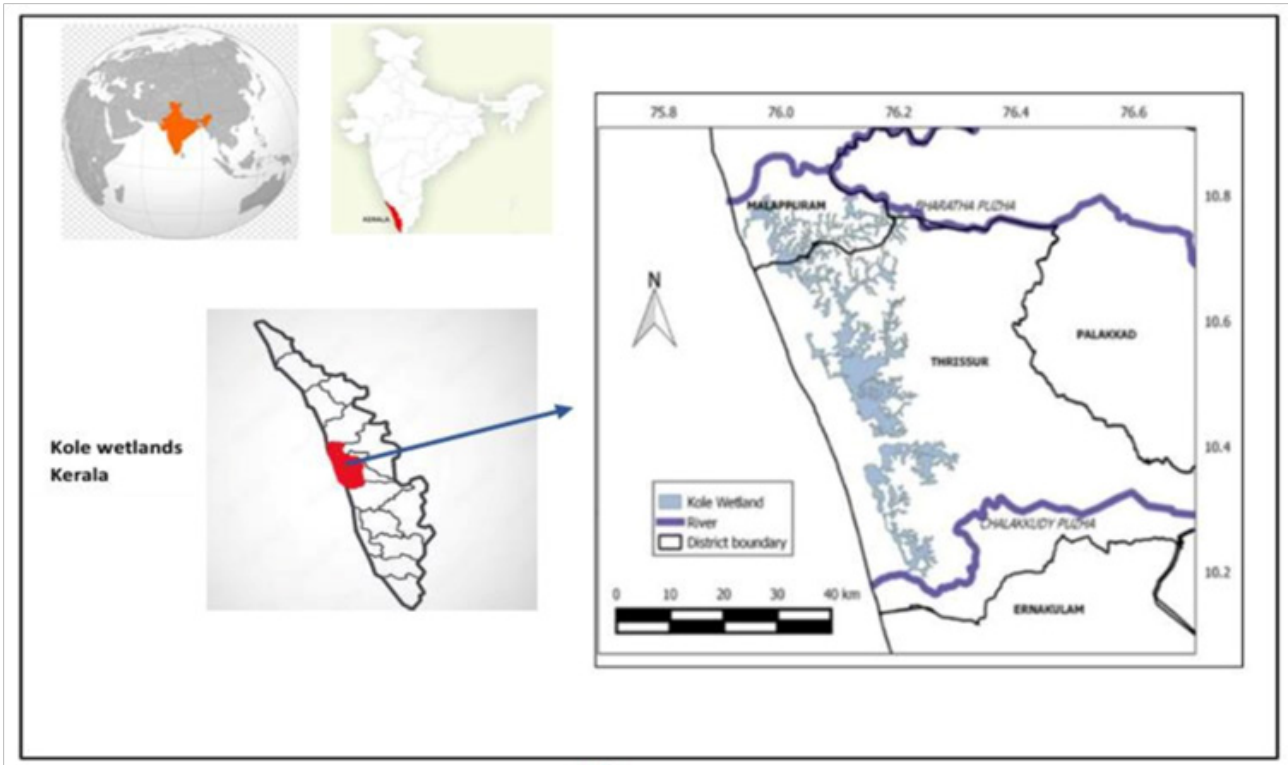 KERALA
Kole wetlands
Kerala
75.8 76.0 76.2 76.4 76.6
10.8
10.6
10.4
10.2
MALAPPURAM
BHARATHA PUZHA
N
PALAKKAD
THRISSUR
Kole Wetland
River
District boundary
CHALAKKUDY PUZHA
0 10 20 30 40 km
ERNAKULAM